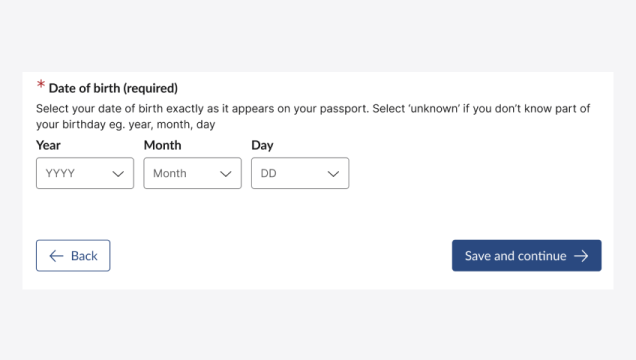 * Date of birth (required)
Select your date of birth exactly as it appears on your passport. Select ‘unknown’ if you don’t know part of
your birthday eg. year, month, day
Year Month Day
YYYY Month DD
← Back Save and continue →